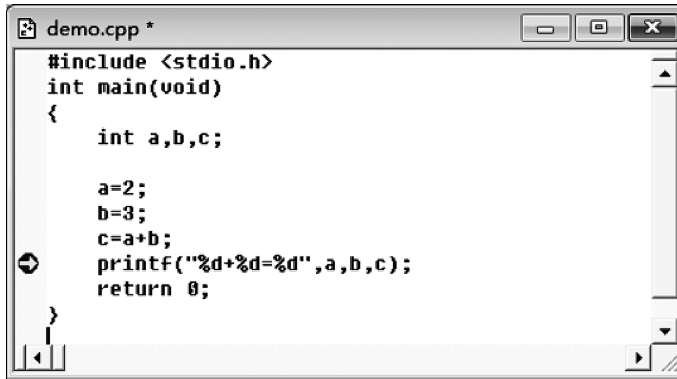 demo.cpp *
#include <stdio.h>
int main(void)
{
    int a,b,c;

    a=2;
    b=3;
    c=a+b;
    printf("%d+%d=%d",a,b,c);
    return 0;
}